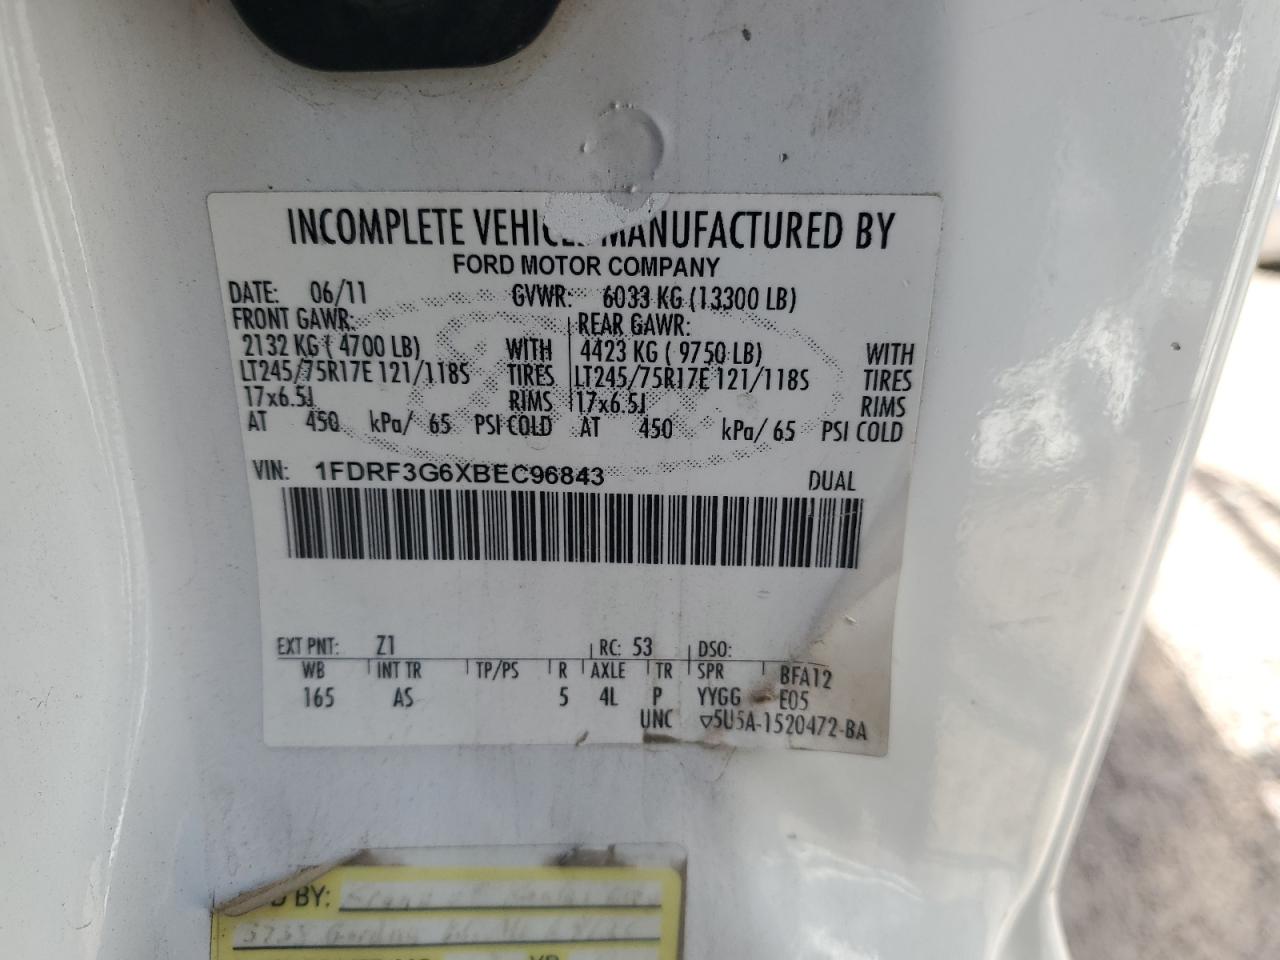 INCOMPLETE MANUFACTURED BY
FORD MOTOR COMPANY
DATE: 06/11 GVWR: 6033 KG (13300 LB)
FRONT GAWR: REAR GAWR:
2132 KG ( 4700 LB) WITH 4423 KG ( 9750 LB) WITH
LT245/75R17E 121/118S TIRES LT245/75R17E 121/118S TIRES
17x6.5J RIMS 17x6.5J RIMS
AT 450 kPa/ 65 PSI COLD AT 450 kPa/ 65 PSI COLD
VIN: 1FDRF3G6XBEC96843 DUAL
EXT PNT: Z1 RC: 53 DSO:
WB INT TR TP/PS R AXLE TR SPR BFA12
165 AS 5 4L P YYGG E05
UNC ▽5U5A-1520472-BA
BY: